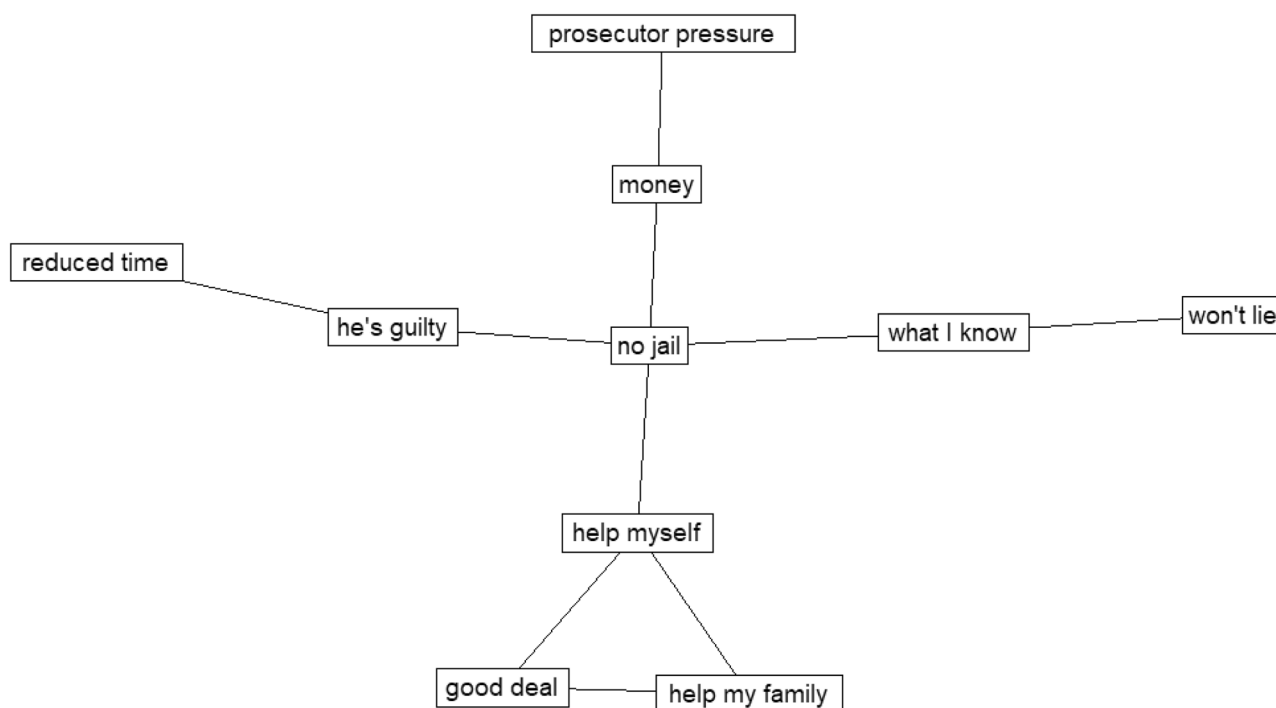 prosecutor pressure
money
reduced time
he's guilty
no jail
what I know
won't lie
help myself
good deal
help my family